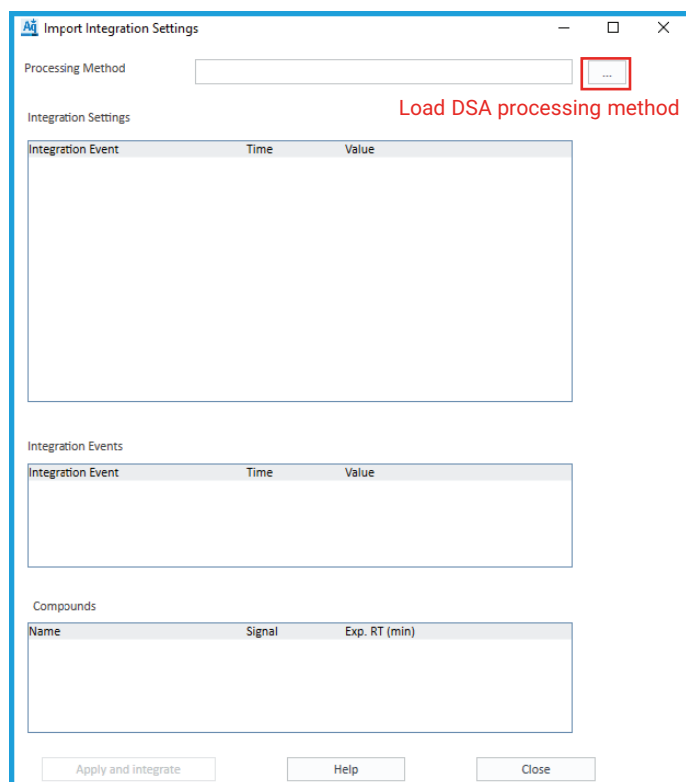 Import Integration Settings
Processing Method
...
Load DSA processing method
Integration Settings
Integration Event Time Value
Integration Events
Integration Event Time Value
Compounds
Name Signal Exp. RT (min)
Apply and integrate Help Close